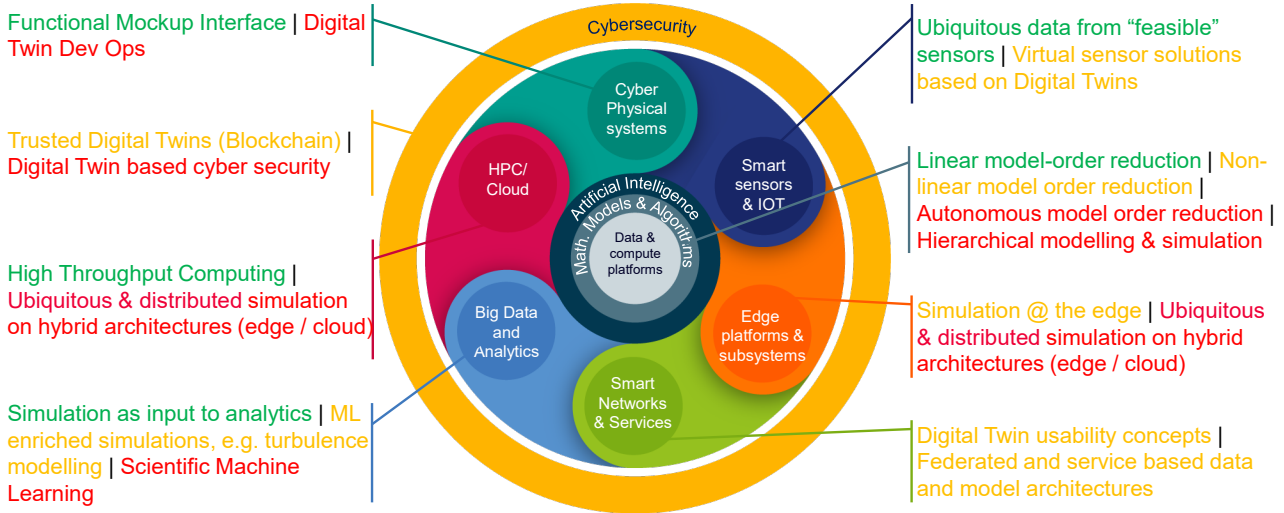 Functional Mockup Interface | Digital
Twin Dev Ops
Trusted Digital Twins (Blockchain) |
Digital Twin based cyber security
High Throughput Computing |
Ubiquitous & distributed simulation
on hybrid architectures (edge / cloud)
Simulation as input to analytics | ML
enriched simulations, e.g. turbulence
modelling | Scientific Machine
Learning
Cybersecurity
Cyber
Physical
systems
HPC/
Cloud
Smart
sensors
& IOT
Artificial Intelligence
Math. Models & Algorith.ms
Data &
compute
platforms
Big Data
and
Analytics
Edge
platforms &
subsystems
Smart
Networks
& Services
Ubiquitous data from “feasible”
sensors | Virtual sensor solutions
based on Digital Twins
Linear model-order reduction | Non-
linear model order reduction |
Autonomous model order reduction |
Hierarchical modelling & simulation
Simulation @ the edge | Ubiquitous
& distributed simulation on hybrid
architectures (edge / cloud)
Digital Twin usability concepts |
Federated and service based data
and model architectures